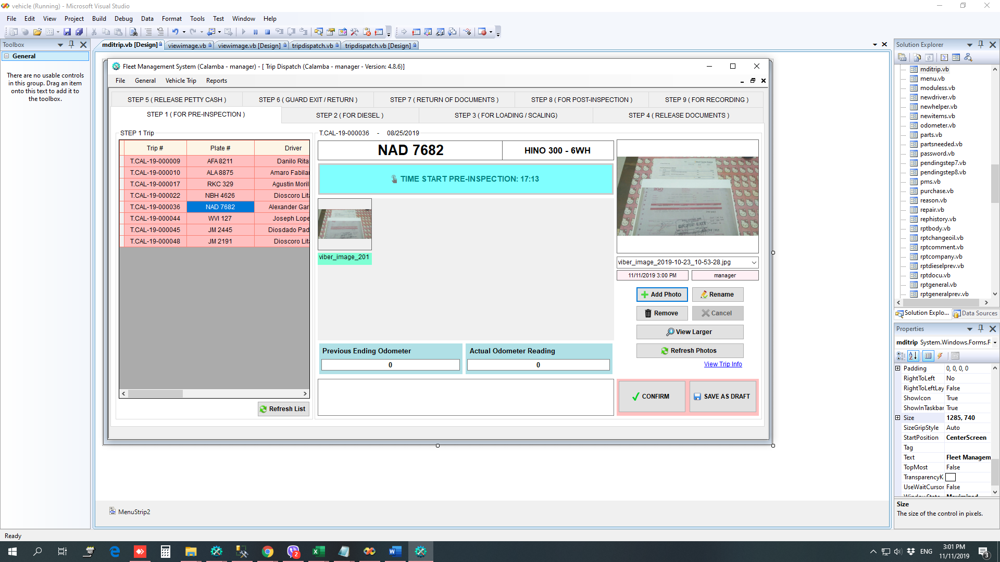 vehicle (Running) - Microsoft Visual Studio
File Edit View Project Build Debug Data Format Tools Test Window Help
Toolbox
General
There are no usable controls
in this group. Drag an item
onto this text to add it to
the toolbox.
mditrip.vb [Design] viewimage.vb viewimage.vb [Design] tripdispatch.vb tripdispatch.vb [Design]
Fleet Management System (Calamba - manager) - [ Trip Dispatch (Calamba - manager - Version: 4.8.6)]
File General Vehicle Trip Reports
STEP 5 ( RELEASE PETTY CASH ) STEP 6 ( GUARD EXIT / RETURN ) STEP 7 ( RETURN OF DOCUMENTS ) STEP 8 ( FOR POST-INSPECTION ) STEP 9 ( FOR RECORDING )
STEP 1 ( FOR PRE-INSPECTION ) STEP 2 ( FOR DIESEL ) STEP 3 ( FOR LOADING / SCALING) STEP 4 ( RELEASE DOCUMENTS )
STEP 1 Trip
Trip # Plate # Driver
T.CAL-19-000009 AFA 8211 Danilo Rita
T.CAL-19-000010 ALA 8875 Amaro Fabilar
T.CAL-19-000017 RKC 329 Agustin Moril
T.CAL-19-000022 NBH 4626 Dioscoro Lita
T.CAL-19-000036 NAD 7682 Alexander Gar
T.CAL-19-000044 WVI 127 Joseph Lope
T.CAL-19-000045 JM 2445 Diosdado Pad
T.CAL-19-000048 JM 2191 Dioscoro Lita
Refresh List
T.CAL-19-000036 - 08/25/2019
NAD 7682 HINO 300 - 6WH
TIME START PRE-INSPECTION: 17:13
viber_image_201
Previous Ending Odometer
0
Actual Odometer Reading
0
viber_image_2019-10-23_10-53-28.jpg
11/11/2019 3:00 PM manager
Add Photo Rename
Remove Cancel
View Larger
Refresh Photos
View Trip Info
CONFIRM SAVE AS DRAFT
MenuStrip2
Solution Explorer
mditrip.vb
menu.vb
moduless.vb
newdriver.vb
newhelper.vb
newitems.vb
odometer.vb
parts.vb
partsneeded.vb
password.vb
pendingstep7.vb
pendingstep8.vb
pms.vb
purchase.vb
reason.vb
repair.vb
rephistory.vb
rptbody.vb
rptchangeoil.vb
rptcomment.vb
rptcompany.vb
rptdieselprev.vb
rptdocu.vb
rptgeneral.vb
rptgeneralprev.vb
Solution Explo... Data Sources
Properties
mditrip System.Windows.Forms.F
Padding 0, 0, 0, 0
RightToLeft No
RightToLeftLay False
ShowIcon True
ShowInTaskbar True
Size 1285, 740
SizeGripStyle Auto
StartPosition CenterScreen
Tag
Text Fleet Managem
TopMost False
TransparencyK
UseWaitCursor False
WindowState Maximized
Size
The size of the control in pixels.
Ready
2
ENG
3:01 PM
11/11/2019
3